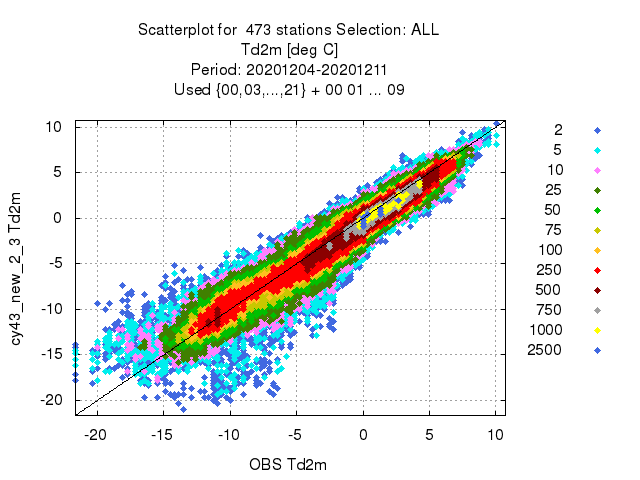 Scatterplot for 473 stations Selection: ALL
Td2m [deg C]
Period: 20201204-20201211
Used {00,03,...,21} + 00 01 ... 09
cy43_new_2_3 Td2m
10
5
0
-5
-10
-15
-20
-20 -15 -10 -5 0 5 10
OBS Td2m
2
5
10
25
50
75
100
250
500
750
1000
2500